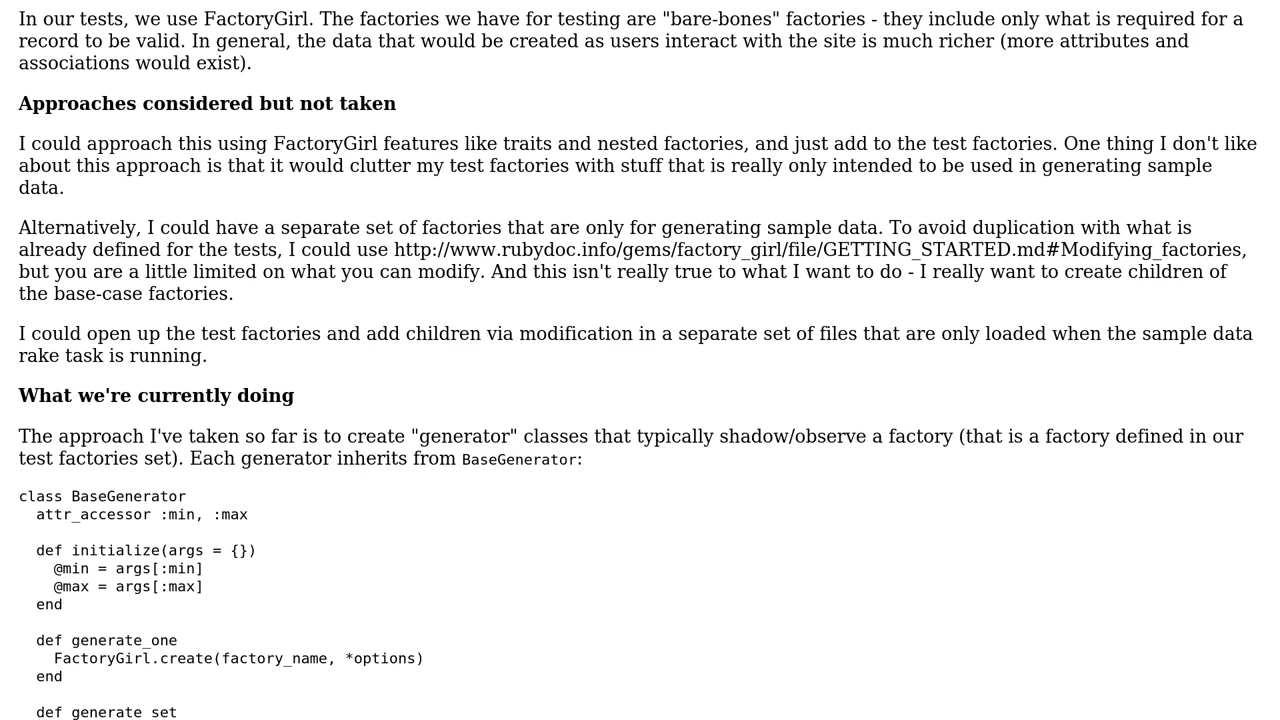 In our tests, we use FactoryGirl. The factories we have for testing are "bare-bones" factories - they include only what is required for a
record to be valid. In general, the data that would be created as users interact with the site is much richer (more attributes and
associations would exist).
Approaches considered but not taken
I could approach this using FactoryGirl features like traits and nested factories, and just add to the test factories. One thing I don't like
about this approach is that it would clutter my test factories with stuff that is really only intended to be used in generating sample
data.
Alternatively, I could have a separate set of factories that are only for generating sample data. To avoid duplication with what is
already defined for the tests, I could use http://www.rubydoc.info/gems/factory_girl/file/GETTING_STARTED.md#Modifying_factories,
but you are a little limited on what you can modify. And this isn't really true to what I want to do - I really want to create children of
the base-case factories.
I could open up the test factories and add children via modification in a separate set of files that are only loaded when the sample data
rake task is running.
What we're currently doing
The approach I've taken so far is to create "generator" classes that typically shadow/observe a factory (that is a factory defined in our
test factories set). Each generator inherits from BaseGenerator:
class BaseGenerator
  attr_accessor :min, :max
  def initialize(args = {})
    @min = args[:min]
    @max = args[:max]
  end
  def generate_one
    FactoryGirl.create(factory_name, *options)
  end
  def generate_set